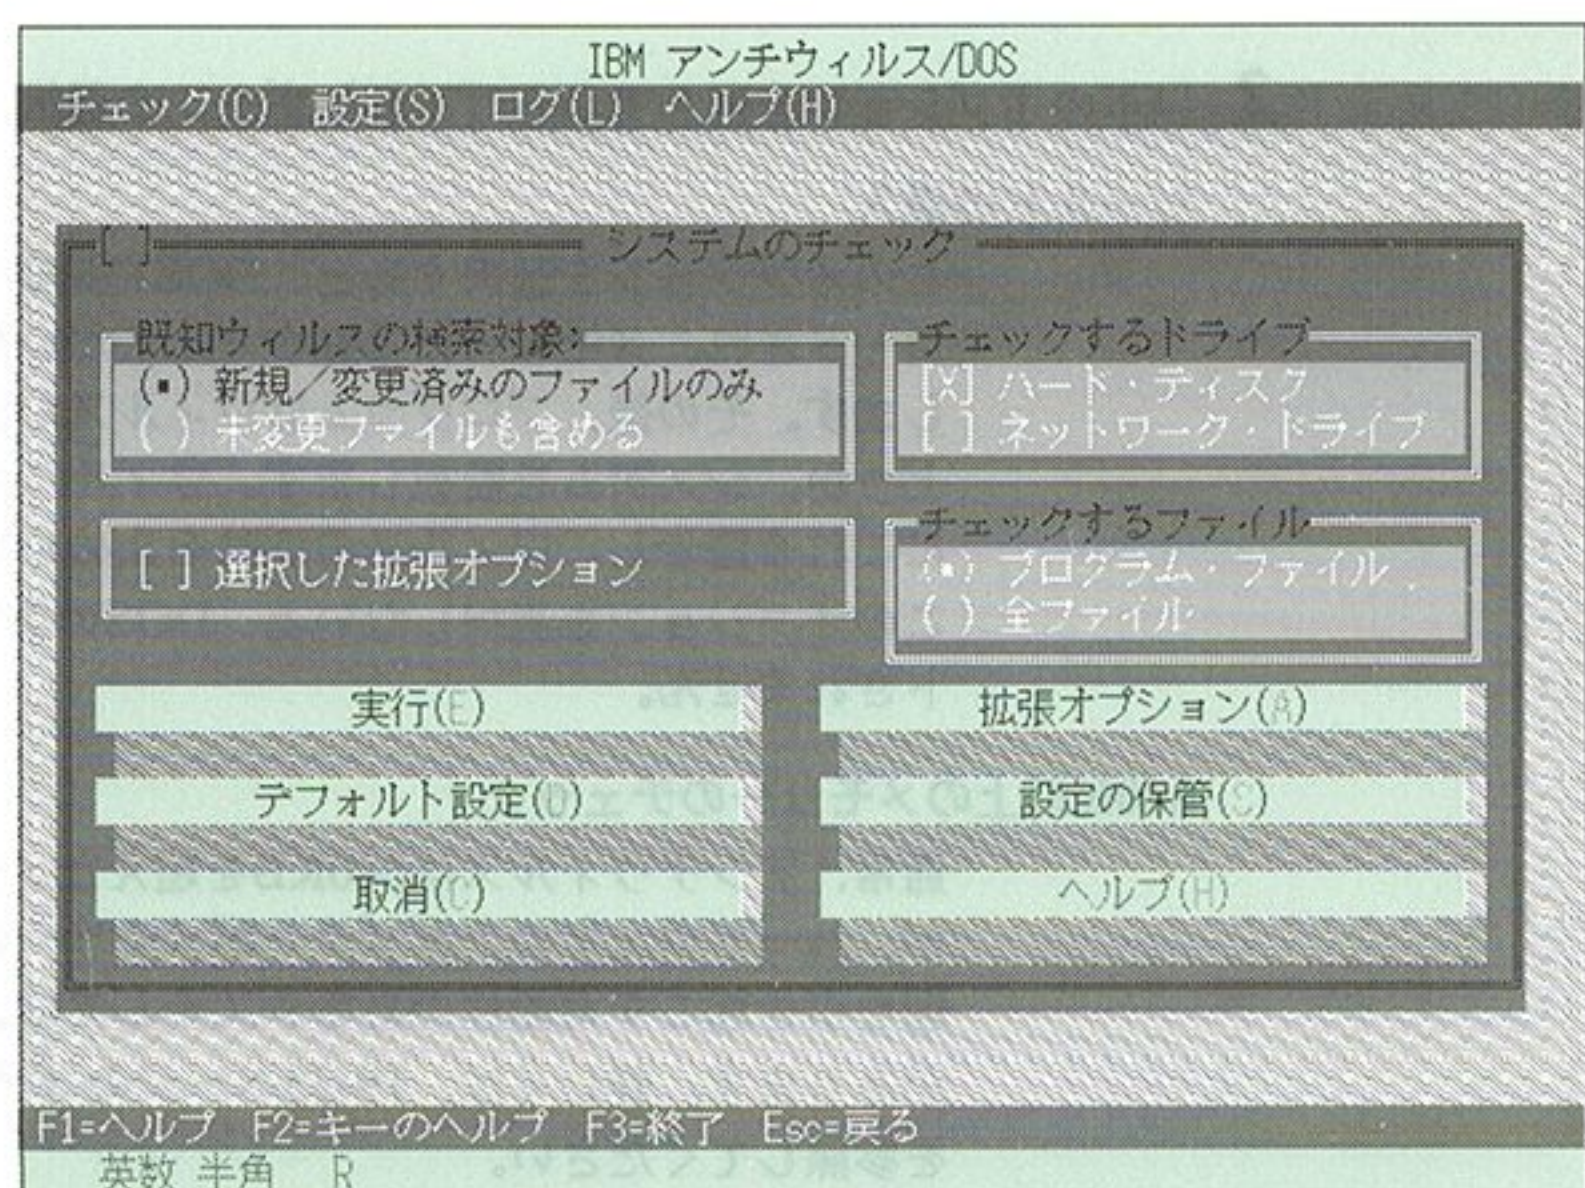 IBM アンチウィルス/DOS
チェック(C) 設定(S) ログ(L) ヘルプ(H)
[ ] システムのチェック
既知ウィルスの検索対象:
(▪) 新規/変更済みのファイルのみ
( ) 未変更ファイルも含める
チェックするドライブ
[X] ハード・ディスク
[ ] ネットワーク・ドライブ
[ ] 選択した拡張オプション
チェックするファイル
(▪) プログラム・ファイル
( ) 全ファイル
実行(E)
拡張オプション(A)
デフォルト設定(D)
設定の保管(S)
取消(C)
ヘルプ(H)
F1=ヘルプ F2=キーのヘルプ F3=終了 Esc=戻る
英数 半角 R